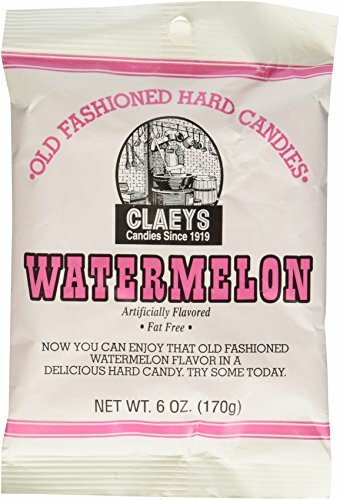 •OLD FASHIONED HARD CANDIES•
CLAEYS
Candies Since 1919
WATERMELON
Artificially Flavored
• Fat Free •
NOW YOU CAN ENJOY THAT OLD FASHIONED
WATERMELON FLAVOR IN A
DELICIOUS HARD CANDY. TRY SOME TODAY.
NET WT. 6 OZ. (170g)